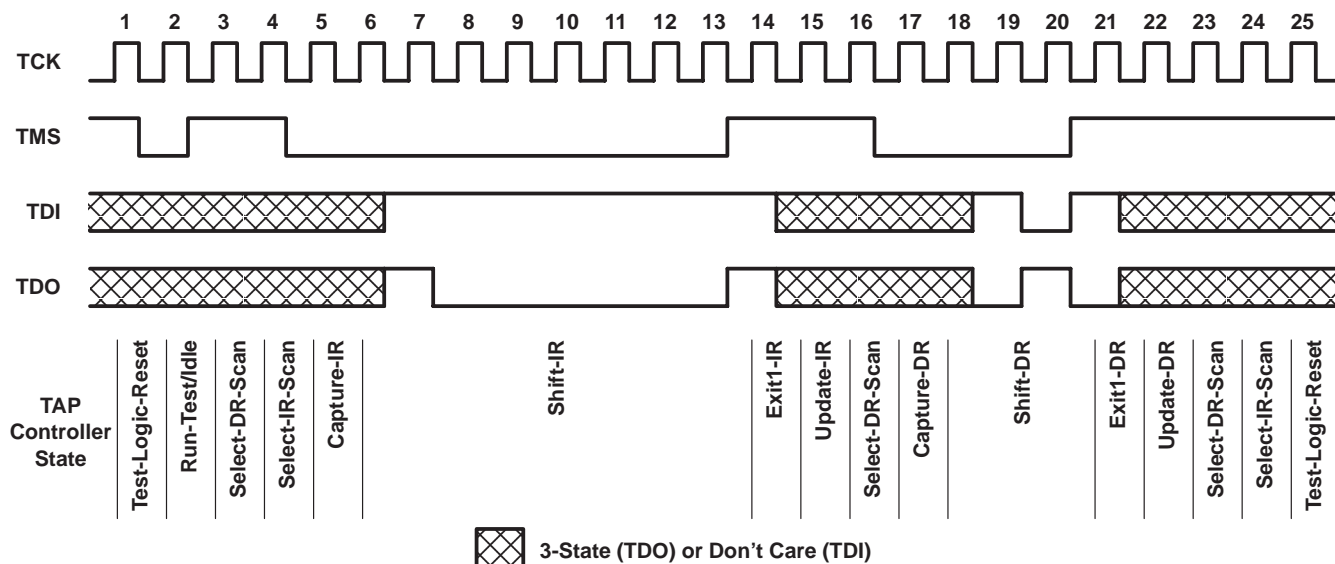 1 2 3 4 5 6 7 8 9 10 11 12 13 14 15 16 17 18 19 20 21 22 23 24 25
TCK
TMS
TDI
TDO
TAP
Controller
State
Test-Logic-Reset
Run-Test/Idle
Select-DR-Scan
Select-IR-Scan
Capture-IR
Shift-IR
Exit1-IR
Update-IR
Select-DR-Scan
Capture-DR
Shift-DR
Exit1-DR
Update-DR
Select-DR-Scan
Select-IR-Scan
Test-Logic-Reset
3-State (TDO) or Don't Care (TDI)